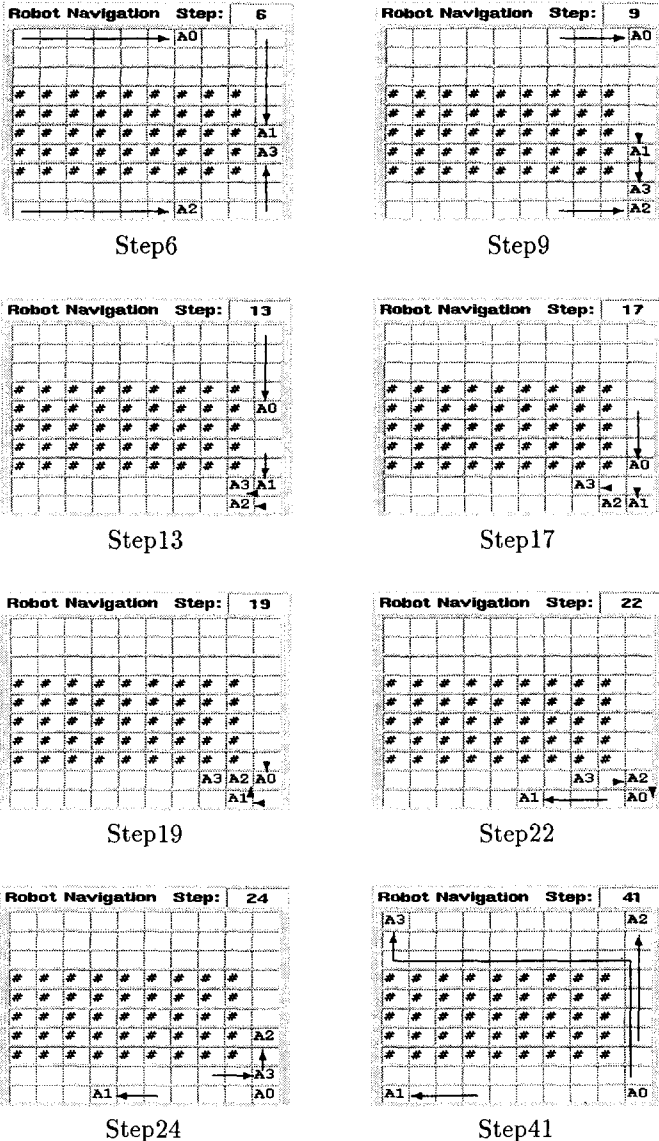 Robot Navigation Step: 6
A0
# # # # # # # # #
# # # # # # # # #
# # # # # # # # # A1
# # # # # # # # # A3
# # # # # # # # #
A2
Step6
Robot Navigation Step: 9
A0
# # # # # # # # #
# # # # # # # # #
# # # # # # # # #
# # # # # # # # # A1
# # # # # # # # #
A3
A2
Step9
Robot Navigation Step: 13
# # # # # # # # #
# # # # # # # # # A0
# # # # # # # # #
# # # # # # # # #
# # # # # # # # #
A3 A1
A2
Step13
Robot Navigation Step: 17
# # # # # # # # #
# # # # # # # # #
# # # # # # # # #
# # # # # # # # #
# # # # # # # # # A0
A3
A2 A1
Step17
Robot Navigation Step: 19
# # # # # # # # #
# # # # # # # # #
# # # # # # # # #
# # # # # # # # #
# # # # # # # # #
A3 A2 A0
A1
Step19
Robot Navigation Step: 22
# # # # # # # # #
# # # # # # # # #
# # # # # # # # #
# # # # # # # # #
# # # # # # # # #
A3 A2
A1 A0
Step22
Robot Navigation Step: 24
# # # # # # # # #
# # # # # # # # #
# # # # # # # # #
# # # # # # # # # A2
# # # # # # # # #
A3
A1 A0
Step24
Robot Navigation Step: 41
A3 A2
# # # # # # # # #
# # # # # # # # #
# # # # # # # # #
# # # # # # # # #
# # # # # # # # #
A1 A0
Step41